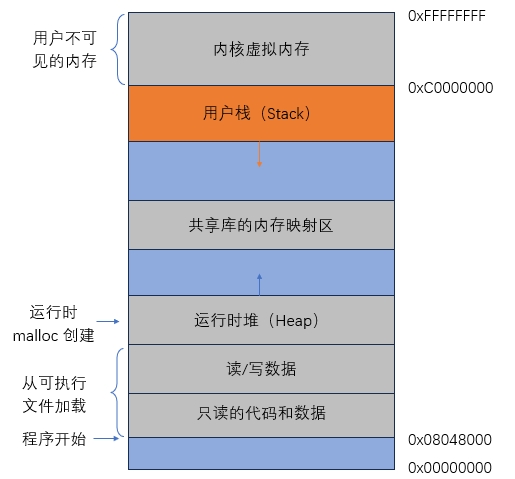 0xFFFFFFFF
用户不可
见的内存
内核虚拟内存
0xC0000000
用户栈（Stack）
共享库的内存映射区
运行时
malloc 创建
运行时堆（Heap）
读/写数据
从可执行
文件加载
只读的代码和数据
程序开始
0x08048000
0x00000000